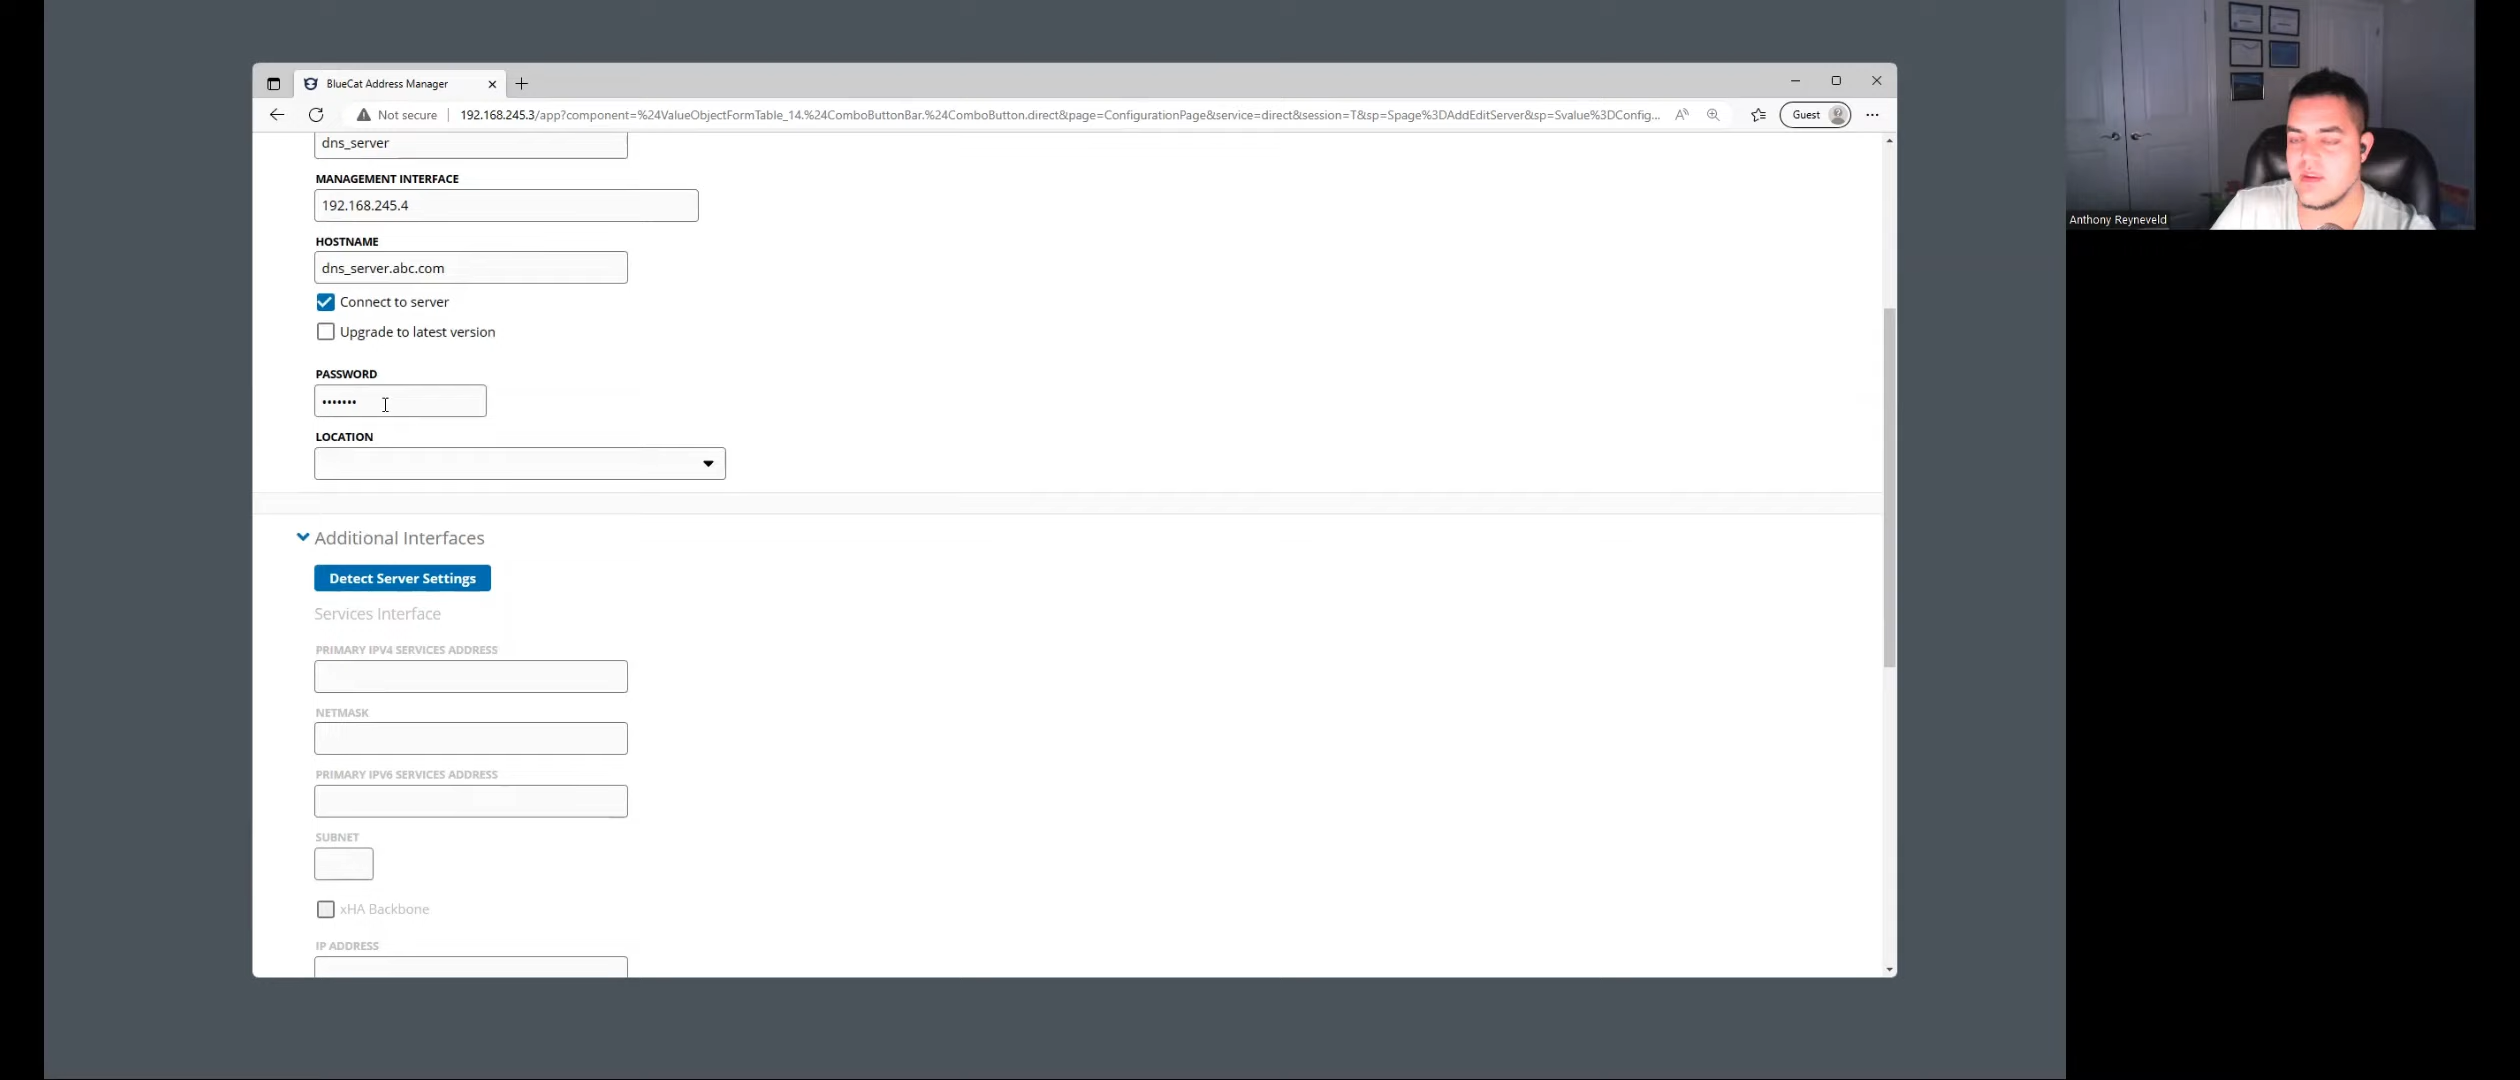 BlueCat Address Manager
Not secure
192.168.245.3/app?component=%24ValueObjectFormTable_14.%24ComboButtonBar.%24ComboButton.direct&page=ConfigurationPage&service=direct&session=T&sp=Spage%3DAddEditServer&sp=Svalue%3DConfig...
Guest
Anthony Reyneveld
dns_server
MANAGEMENT INTERFACE
192.168.245.4
HOSTNAME
dns_server.abc.com
Connect to server
Upgrade to latest version
PASSWORD
•••••••
LOCATION
Additional Interfaces
Detect Server Settings
Services Interface
PRIMARY IPV4 SERVICES ADDRESS
NETMASK
PRIMARY IPV6 SERVICES ADDRESS
SUBNET
xHA Backbone
IP ADDRESS